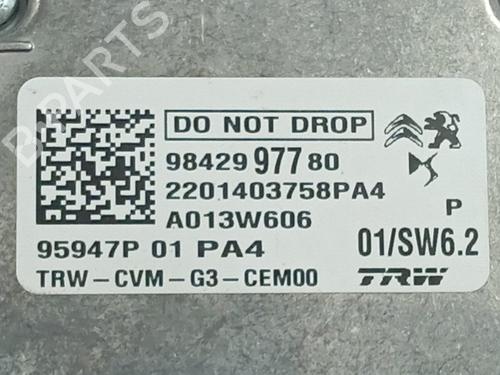 B-PARTS
DO NOT DROP
98429 977 80
2201403758PA4
A013W606
P
95947P 01 PA4
01/SW6.2
TRW-CVM-G3-CEM00
TRW